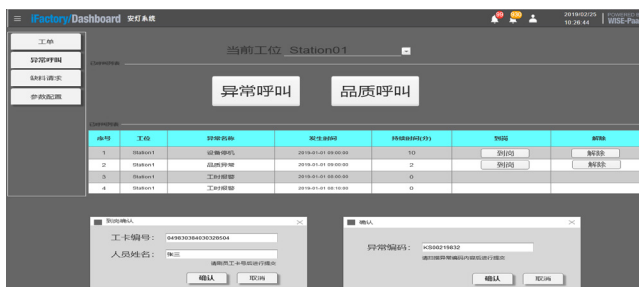 iFactory/Dashboard 安灯系统
99
2019/02/25
10:26:44
POWERED
WISE-Paa
工单
异常呼叫
缺料请求
参数配置
当前工位 Station01
异常呼叫 品质呼叫
序号 工位 异常名称 发生时间 持续时间(分) 到岗 解除
1 Station1 设备停机 2019-01-01 08:00:00 10 到岗 解除
2 Station1 品质异常 2019-01-01 08:00:00 2 到岗 解除
3 Station1 工时报警 2019-01-01 08:00:00 0
4 Station1 工时报警 2019-01-01 08:10:00 0
到岗确认
工卡编号: 049830384030320504
人员姓名: 张三
请刷员工卡号后进行提交
确认 取消
确认
异常编码: KS00219832
请扫描异常编码内容后进行提交
确认 取消